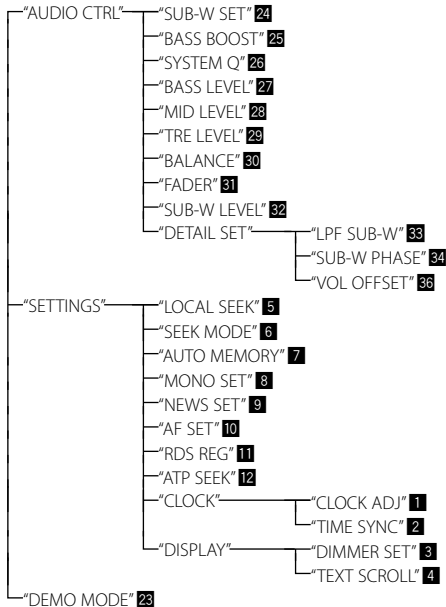 “AUDIO CTRL” “SUB-W SET” 24
“BASS BOOST” 25
“SYSTEM Q” 26
“BASS LEVEL” 27
“MID LEVEL” 28
“TRE LEVEL” 29
“BALANCE” 30
“FADER” 31
“SUB-W LEVEL” 32
“DETAIL SET” “LPF SUB-W” 33
“SUB-W PHASE” 34
“VOL OFFSET” 36
“SETTINGS” “LOCAL SEEK” 5
“SEEK MODE” 6
“AUTO MEMORY” 7
“MONO SET” 8
“NEWS SET” 9
“AF SET” 10
“RDS REG” 11
“ATP SEEK” 12
“CLOCK” “CLOCK ADJ” 1
“TIME SYNC” 2
“DISPLAY” “DIMMER SET” 3
“TEXT SCROLL” 4
“DEMO MODE” 23